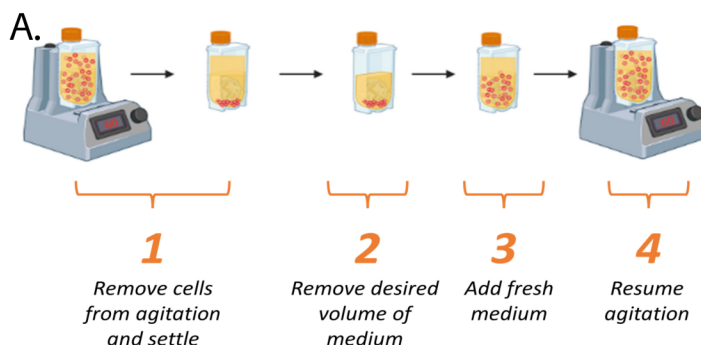 A.
1
Remove cells
from agitation
and settle
2
Remove desired
volume of
medium
3
Add fresh
medium
4
Resume
agitation